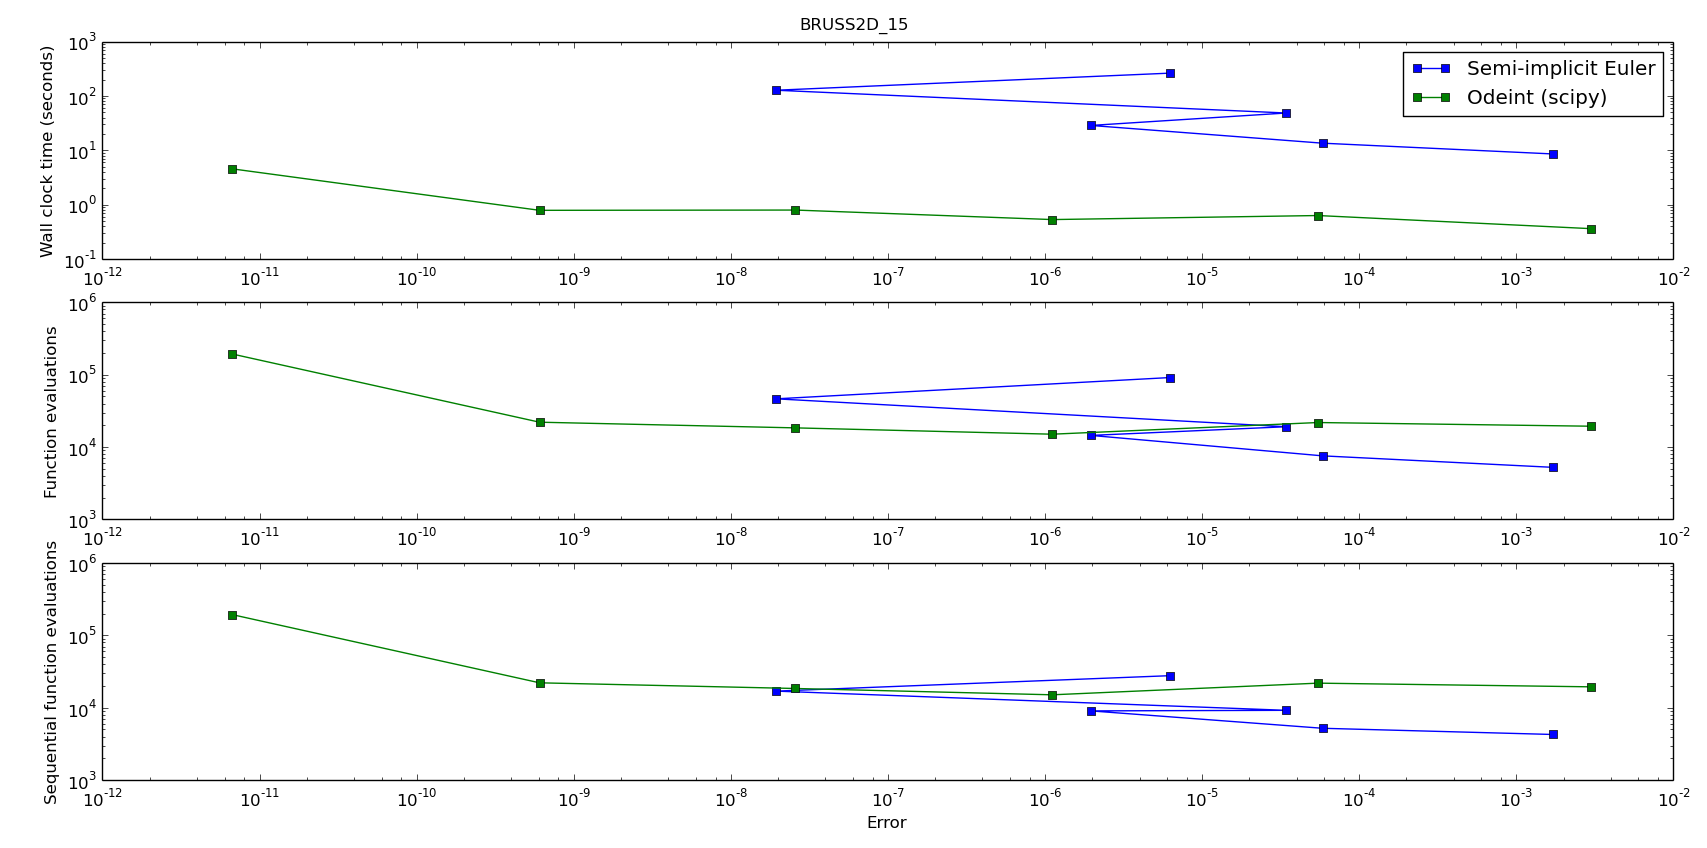 BRUSS2D_15
Wall clock time (seconds)
10^3
10^2
10^1
10^0
10^-1
Semi-implicit Euler
Odeint (scipy)
10^-12 10^-11 10^-10 10^-9 10^-8 10^-7 10^-6 10^-5 10^-4 10^-3 10^-2
Function evaluations
10^6
10^5
10^4
10^3
10^-12 10^-11 10^-10 10^-9 10^-8 10^-7 10^-6 10^-5 10^-4 10^-3 10^-2
Sequential function evaluations
10^6
10^5
10^4
10^3
10^-12 10^-11 10^-10 10^-9 10^-8 10^-7 10^-6 10^-5 10^-4 10^-3 10^-2
Error